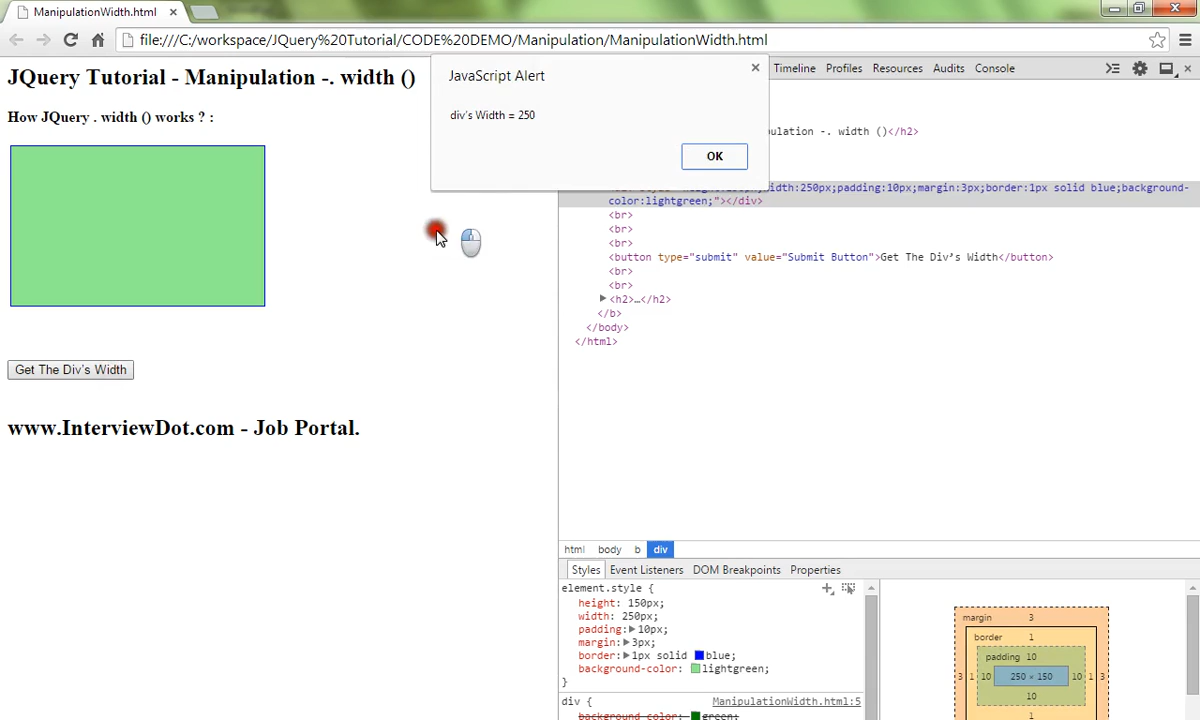 ManipulationWidth.html ×
file:///C:/workspace/JQuery%20Tutorial/CODE%20DEMO/Manipulation/ManipulationWidth.html
JQuery Tutorial - Manipulation -. width ()
How JQuery . width () works ? :
Get The Div's Width
www.InterviewDot.com - Job Portal.
JavaScript Alert
div's Width = 250
OK
Timeline Profiles Resources Audits Console
-. width ()</h2>
width:250px;padding:10px;margin:3px;border:1px solid blue;background-
color:lightgreen;"></div>
<br>
<br>
<br>
<button type="submit" value="Submit Button">Get The Div's Width</button>
<br>
<br>
<h2>…</h2>
</b>
</body>
</html>
html body b div
Styles Event Listeners DOM Breakpoints Properties
element.style {
height: 150px;
width: 250px;
padding: 10px;
margin: 3px;
border: 1px solid blue;
background-color: lightgreen;
}
div { ManipulationWidth.html:5
background-color: green;
margin 3
border 1
padding 10
3 1 10 250 × 150 10 1 3
10
1